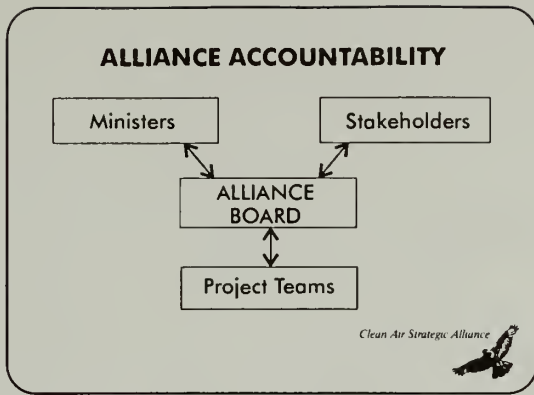 ALLIANCE ACCOUNTABILITY
Ministers
Stakeholders
ALLIANCE
BOARD
Project Teams
Clean Air Strategic Alliance